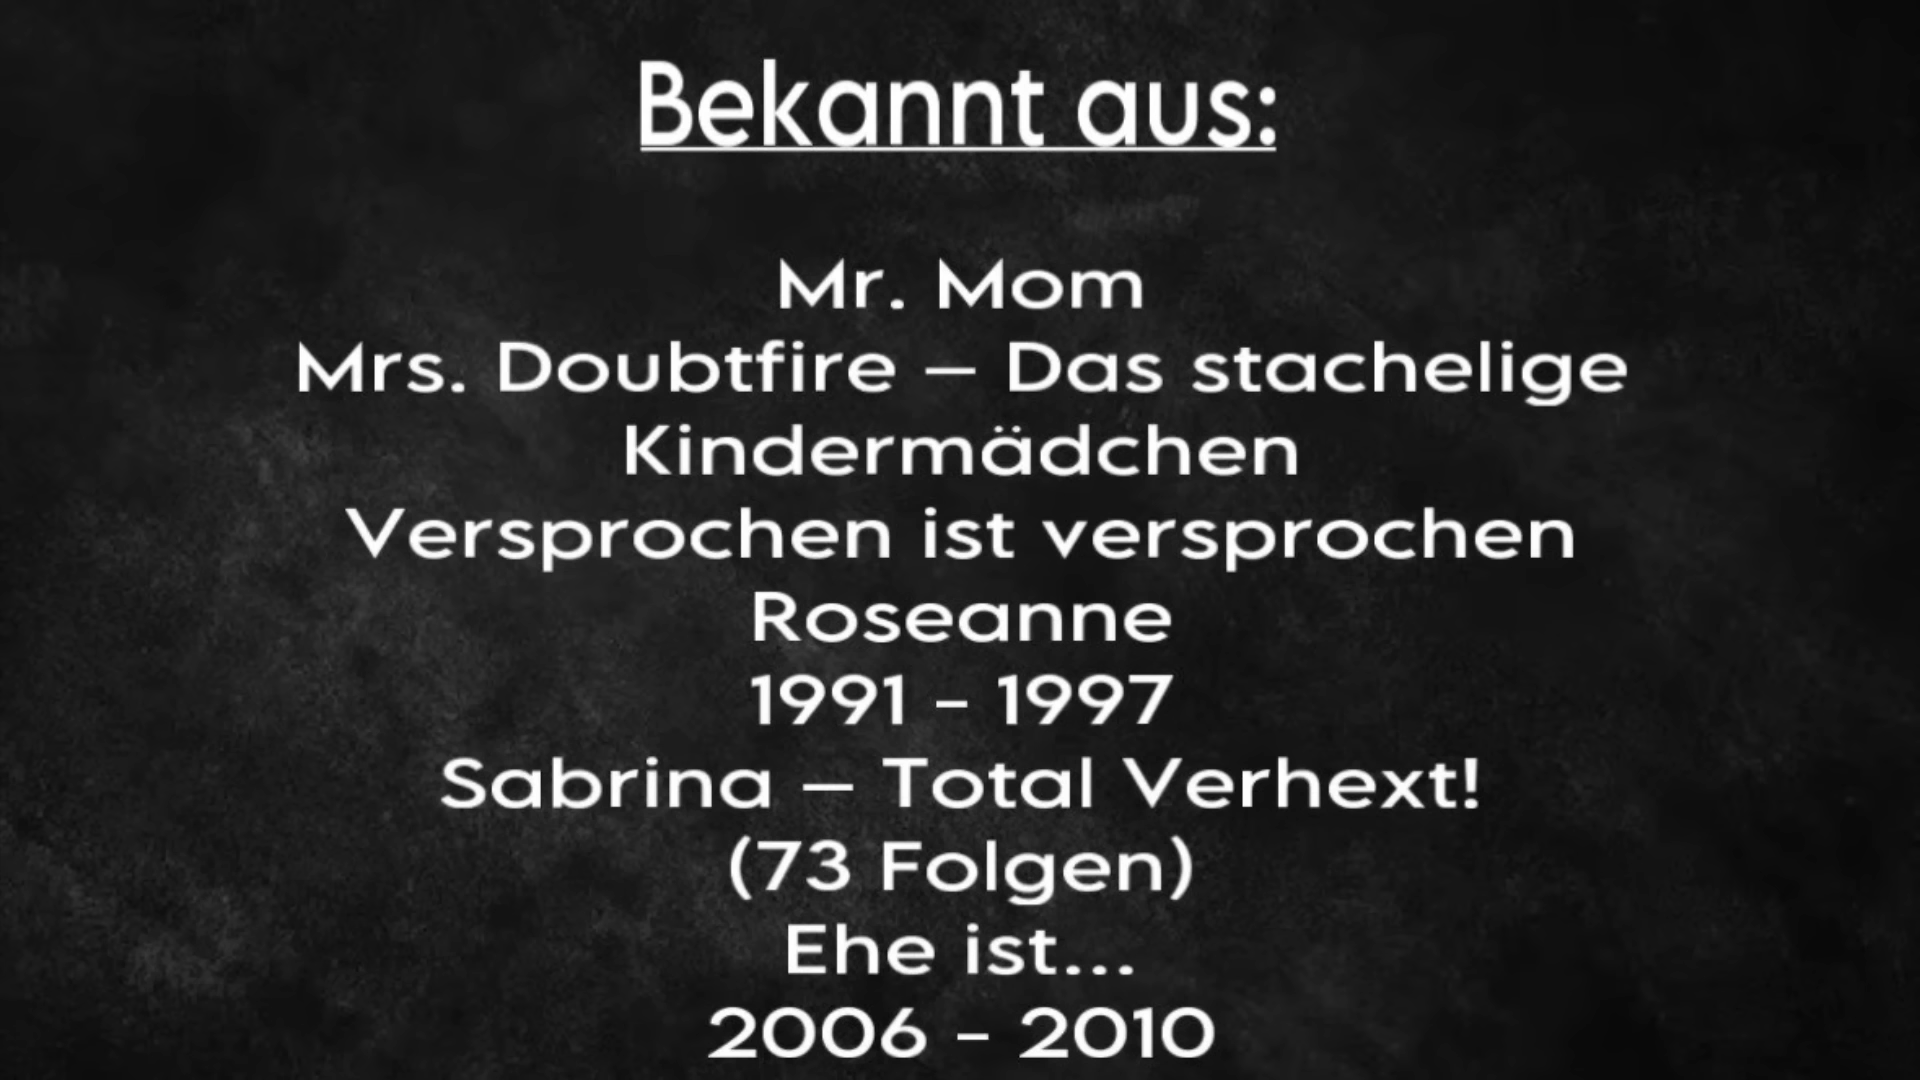 Bekannt aus:
Mr. Mom
Mrs. Doubtfire – Das stachelige
Kindermädchen
Versprochen ist versprochen
Roseanne
1991 - 1997
Sabrina – Total Verhext!
(73 Folgen)
Ehe ist...
2006 - 2010